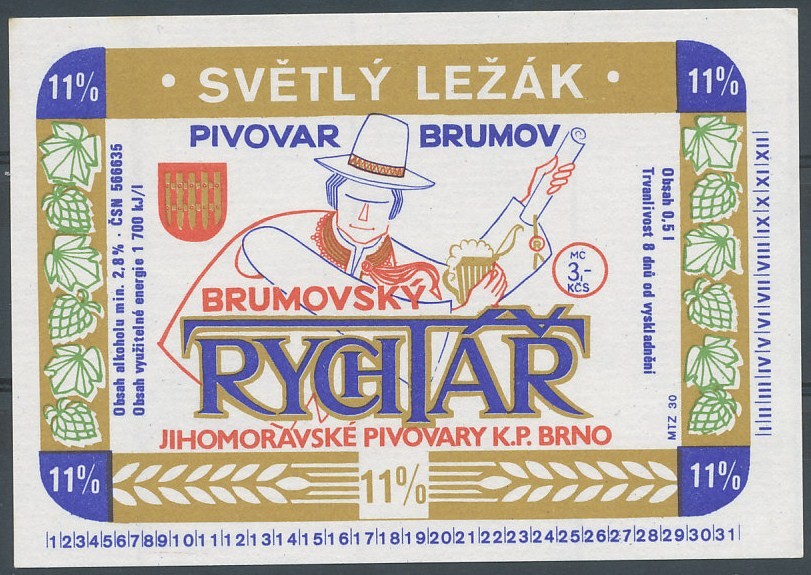 11%
• SVĚTLÝ LEŽÁK •
11%
PIVOVAR BRUMOV
Obsah alkoholu min. 2,8% · ČSN 566635
Obsah využitelné energie 1 700 kJ/l
R
MC
3,-
KČS
Obsah 0,5 l
Trvanlivost 8 dnů od vyskladnění
MTZ 30
I|II|III|IV|V|VI|VII|VIII|IX|X|XI|XII|
BRUMOVSKÝ
RYCHTÁŘ
JIHOMORAVSKÉ PIVOVARY K.P. BRNO
11%
11%
11%
|1|2|3|4|5|6|7|8|9|10|11|12|13|14|15|16|17|18|19|20|21|22|23|24|25|26|27|28|29|30|31|